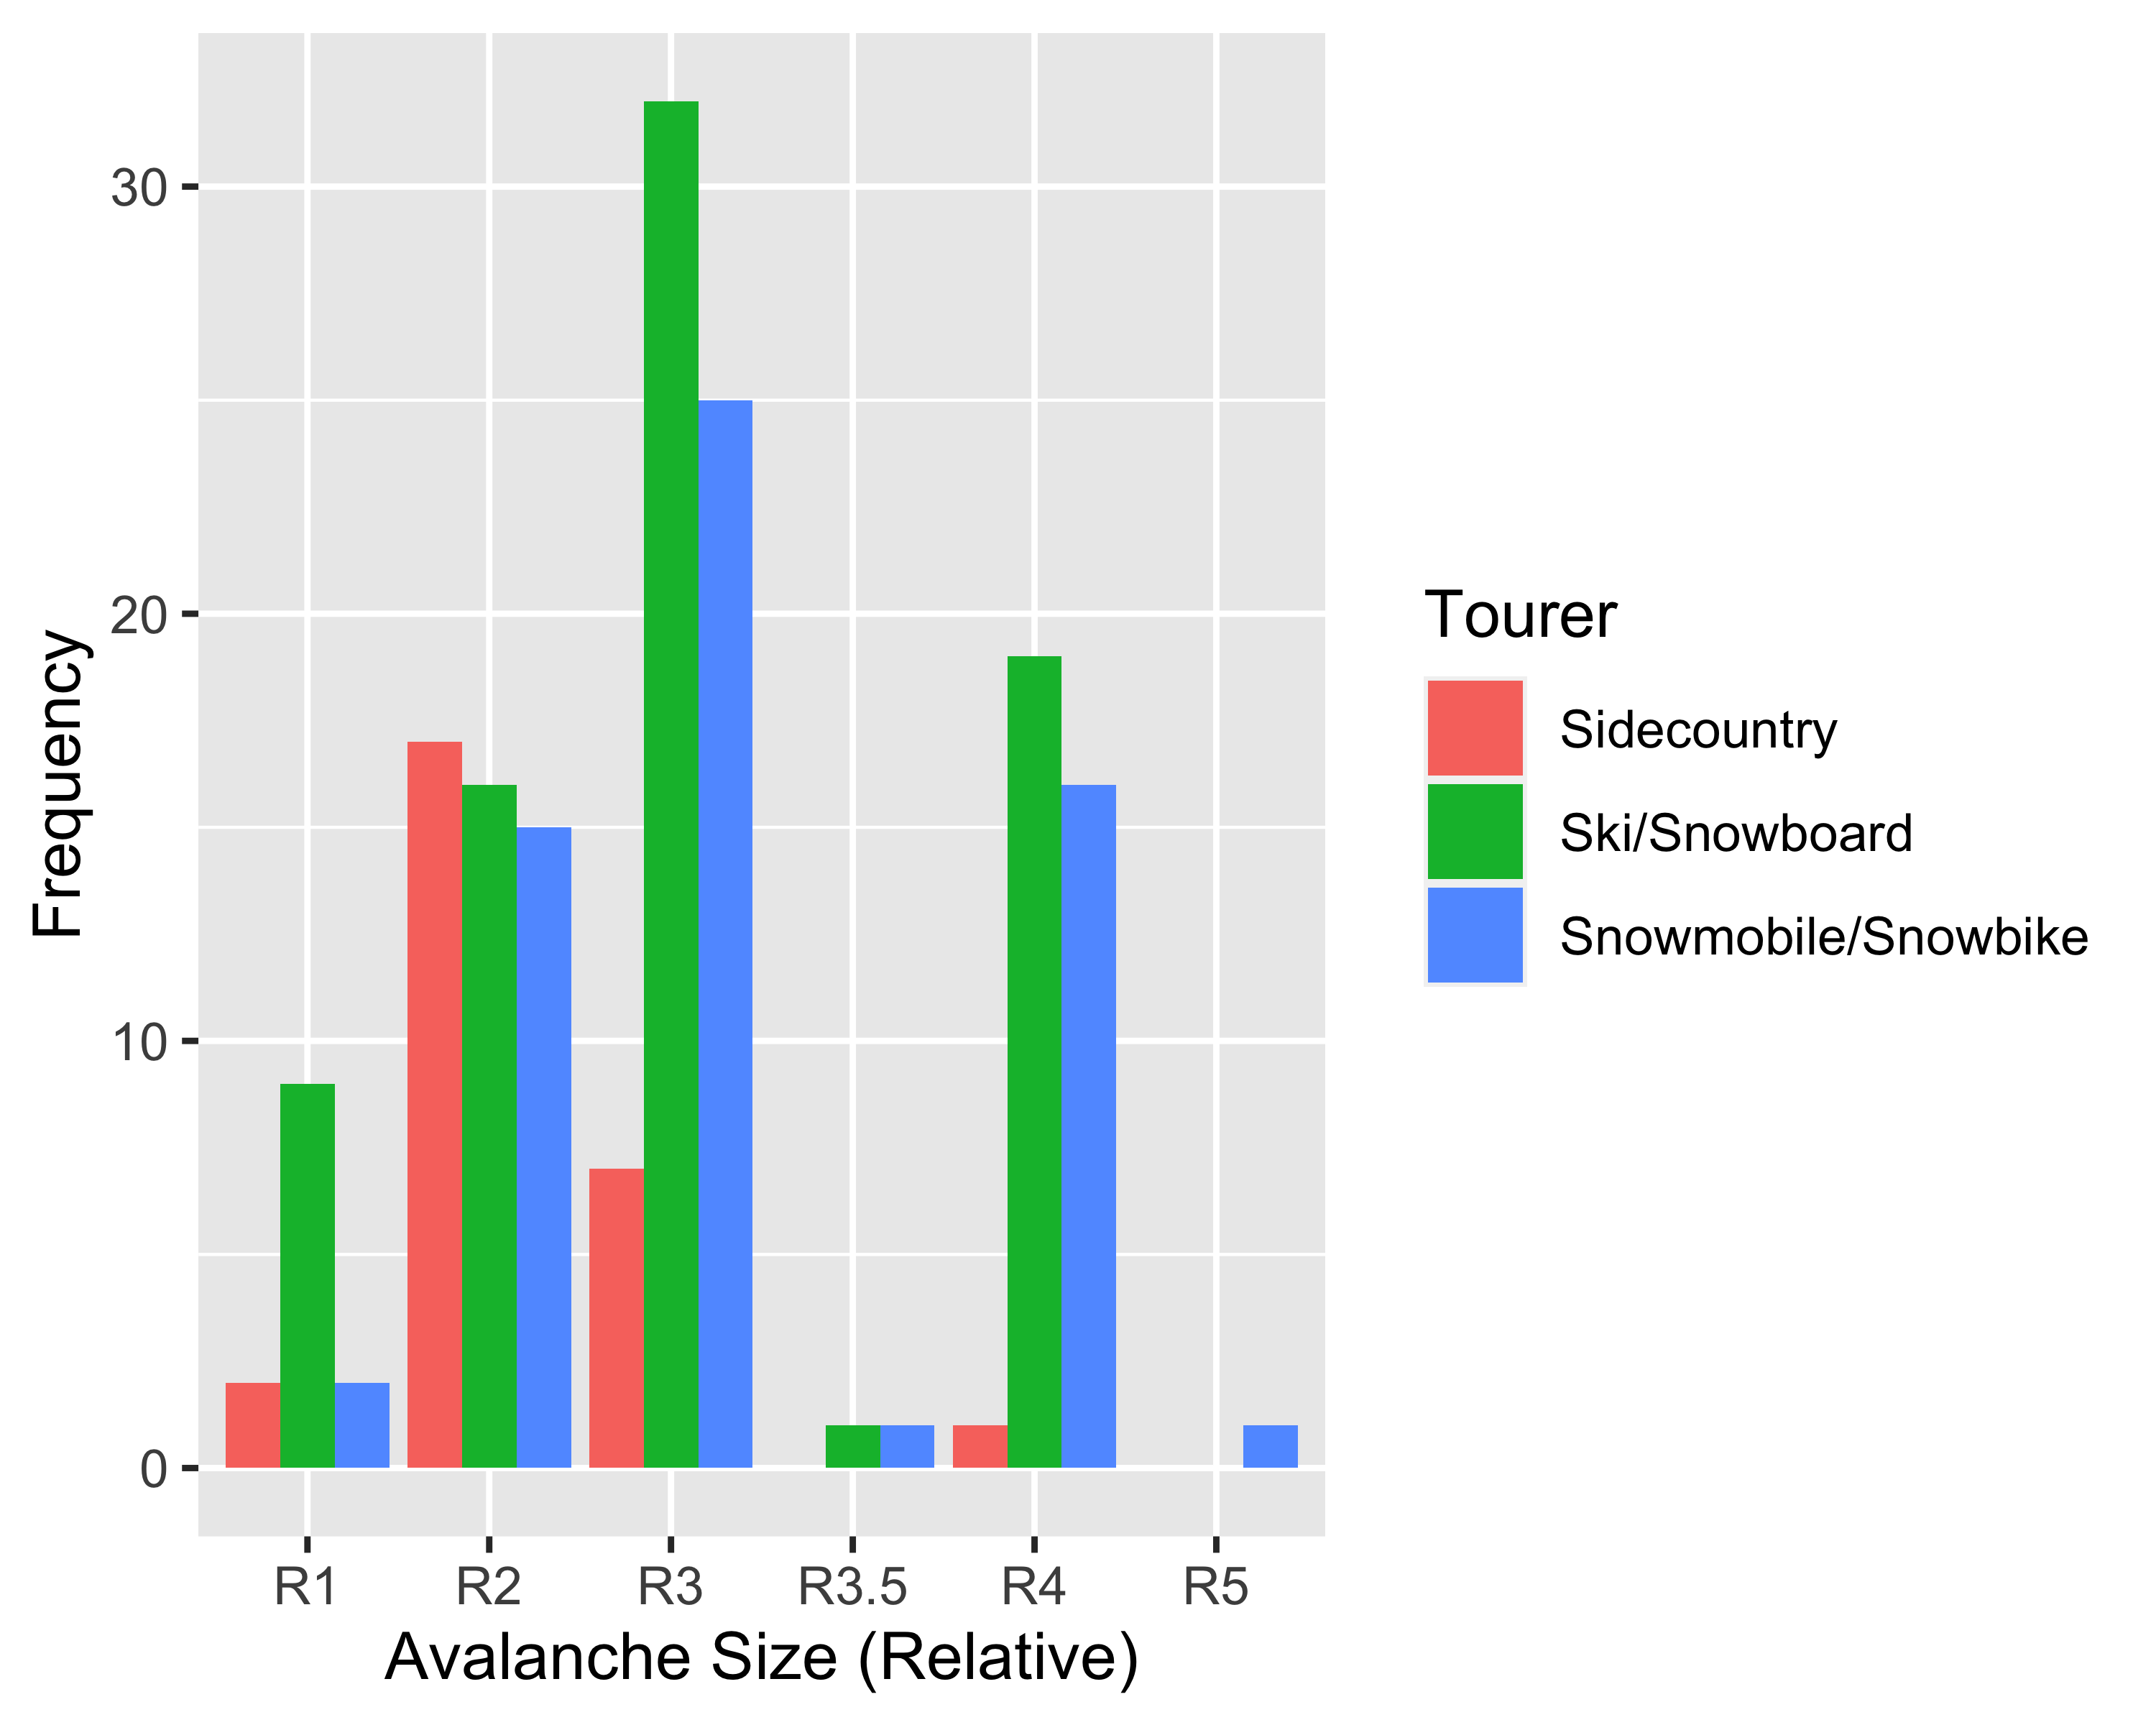 30
20
10
0
Frequency
R1 R2 R3 R3.5 R4 R5
Avalanche Size (Relative)
Tourer
Sidecountry
Ski/Snowboard
Snowmobile/Snowbike